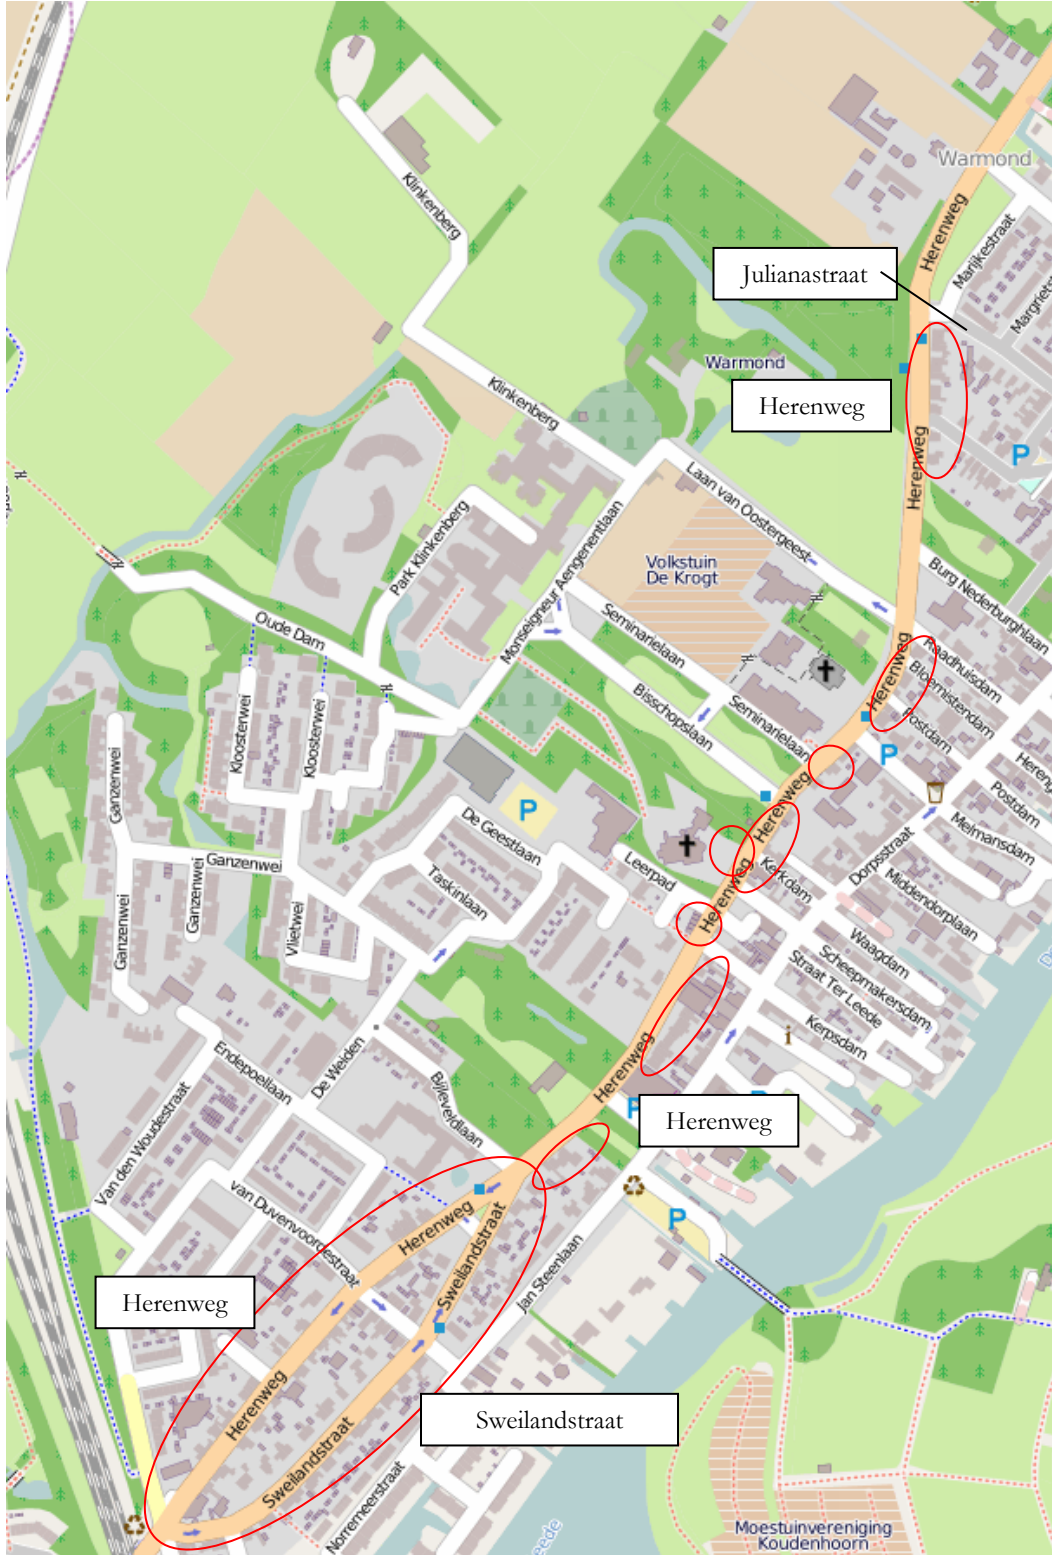 Warmond
Klinkenberg
Herenweg
Marijkestraat
Julianastraat
Warmond
Herenweg
Klinkenberg
Herenweg
P
Laan van Oostergeest
Park Klinkenberg
Volkstuin
De Krogt
Monseigneur Aengenentlaan
Burg Nederburghlaan
Oude Dam
Seminarielaan
Raadhuisdam
Bloemistendam
Herenweg
Bisschopslaan
Seminarielaan
Postdam
P
Kloosterwei
Kloosterwei
Ganzenwei
P
Herenweg
Postdam
Melmansdam
De Geestlaan
Dorpsstraat
Leerpad
Kerkdam
Middendorplaan
Ganzenwei
Taskinlaan
Herenweg
Ganzenwei
Ganzenwei
Vlietwei
Waagdam
Scheepmakersdam
Straat Ter Leede
Kerpsdam
i
Endepoellaan
De Weiden
Herenweg
Bijleveldlaan
P
P
Herenweg
Van den Woudestraat
van Duvenvoordestraat
P
Herenweg
Sweilandstraat
Jan Steenlaan
Herenweg
Herenweg
Sweilandstraat
Sweilandstraat
Norremeerstraat
Moestuinvereniging
Koudenhoorn